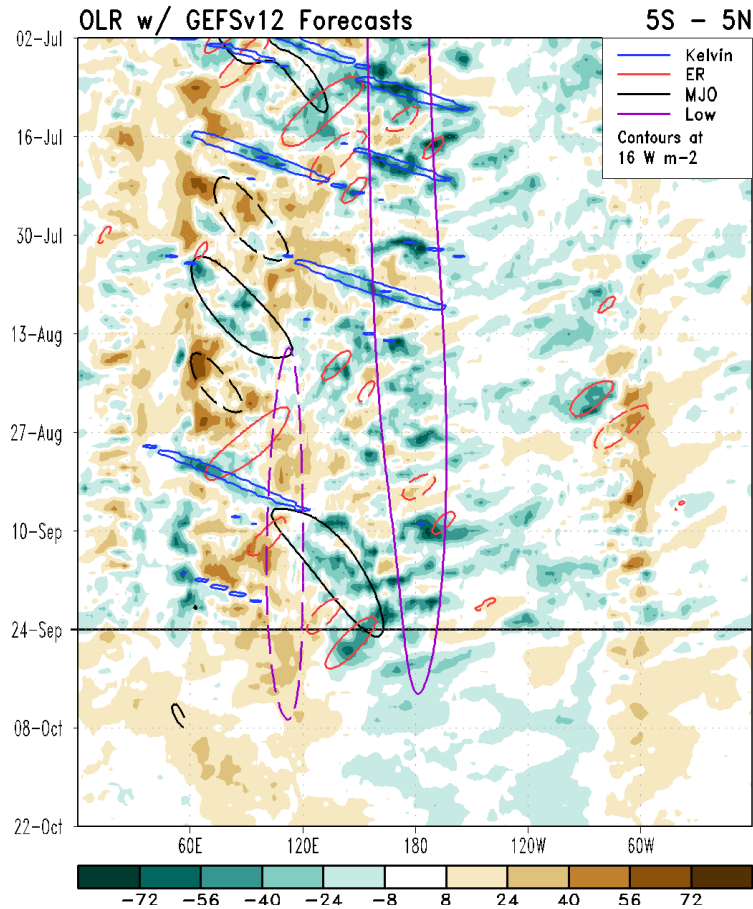 OLR w/ GEFSv12 Forecasts
5S - 5N
Kelvin
ER
MJO
Low
Contours at
16 W m-2
02-Jul
16-Jul
30-Jul
13-Aug
27-Aug
10-Sep
24-Sep
08-Oct
22-Oct
60E 120E 180 120W 60W
-72 -56 -40 -24 -8 8 24 40 56 72